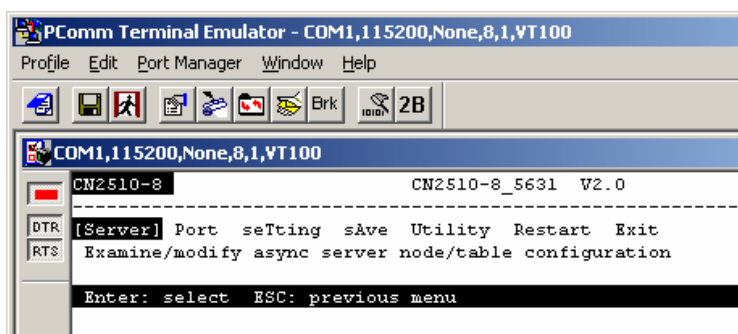 PComm Terminal Emulator - COM1,115200,None,8,1,VT100
Profile Edit Port Manager Window Help
Brk 2B
COM1,115200,None,8,1,VT100
CN2510-8 CN2510-8_5631 V2.0
--------------------------------------------------------------
DTR [Server] Port seTting sAve Utility Restart Exit
RTS Examine/modify async server node/table configuration
Enter: select ESC: previous menu